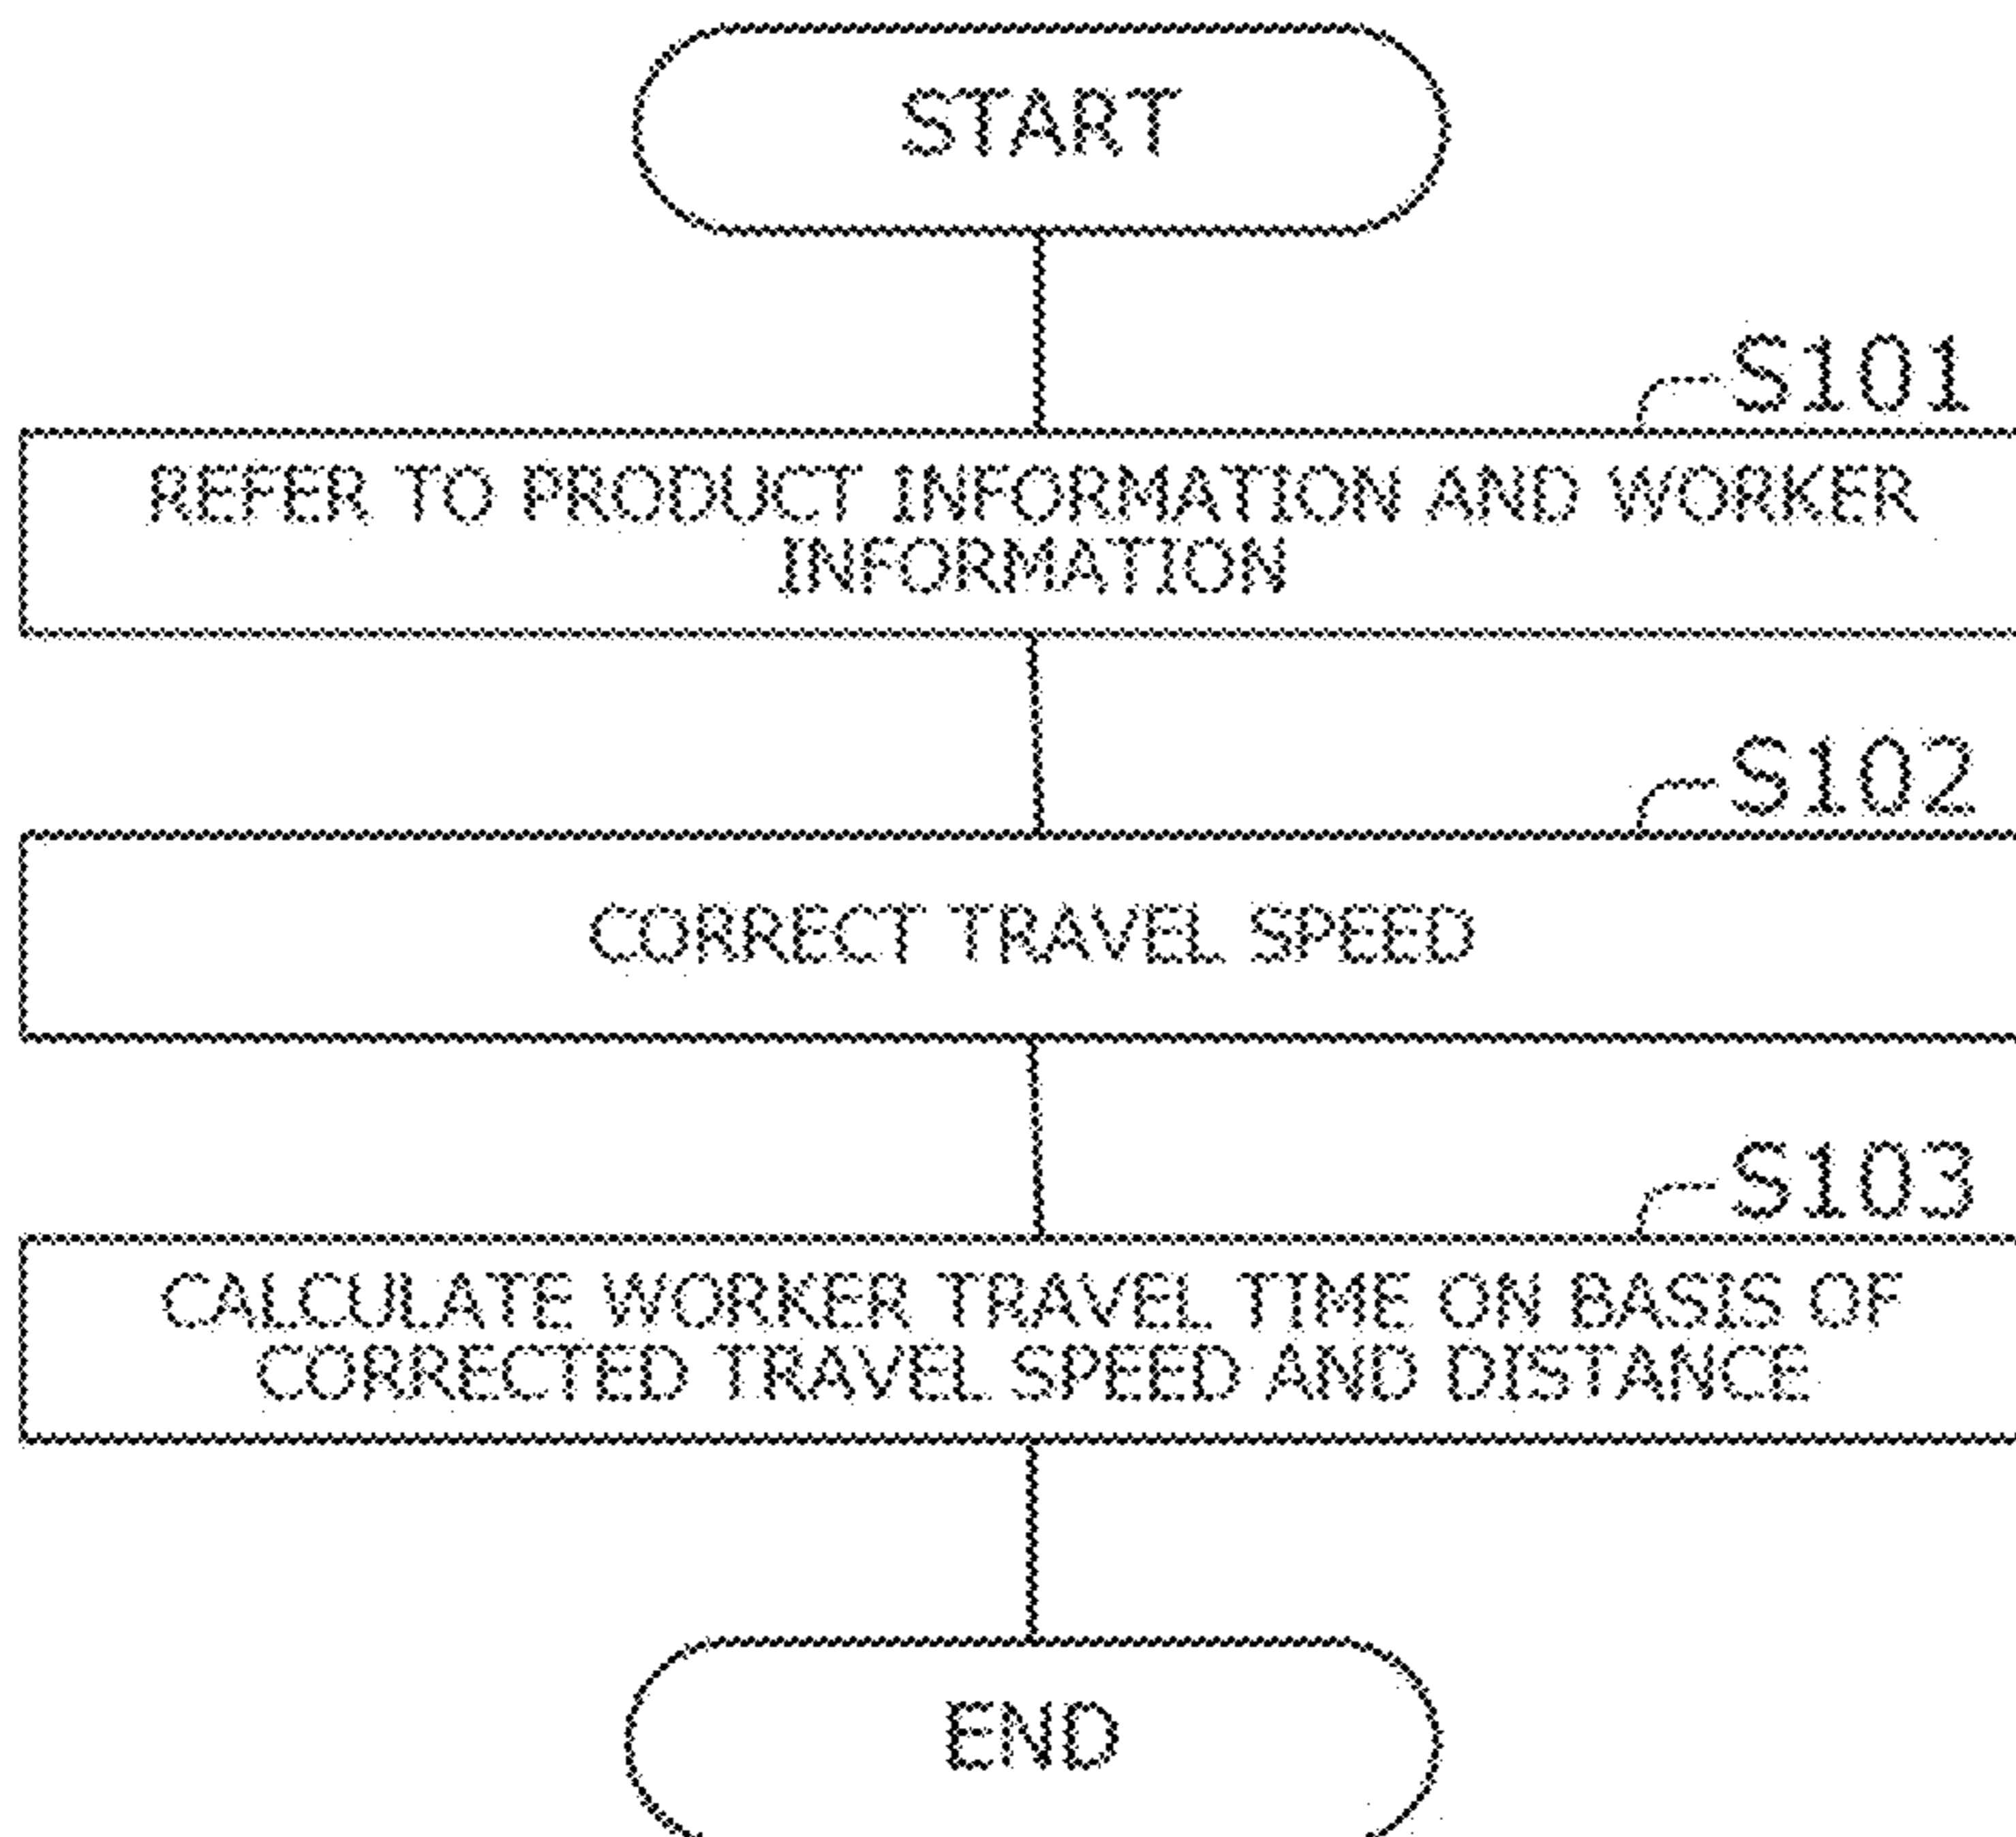 START
S101
REFER TO PRODUCT INFORMATION AND WORKER
INFORMATION
S102
CORRECT TRAVEL SPEED
S103
CALCULATE WORKER TRAVEL TIME ON BASIS OF
CORRECTED TRAVEL SPEED AND DISTANCE
END